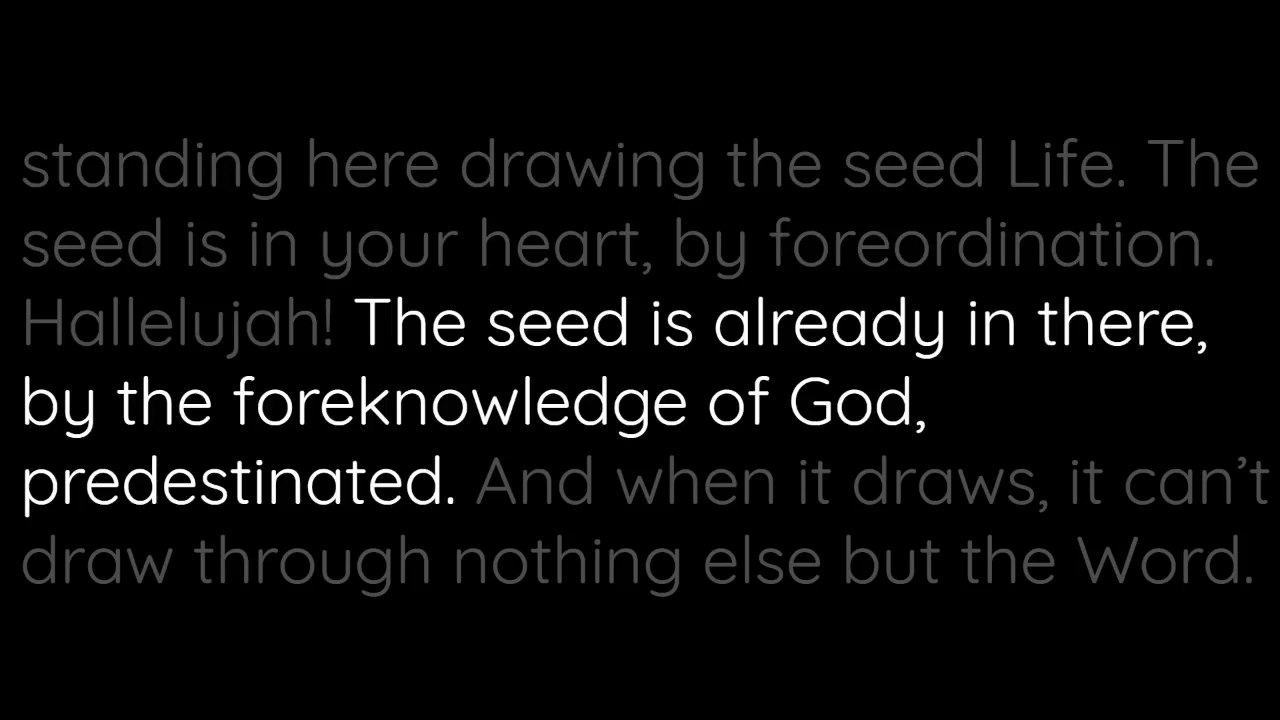 standing here drawing the seed Life. The
seed is in your heart, by foreordination.
Hallelujah! The seed is already in there,
by the foreknowledge of God,
predestinated. And when it draws, it can’t
draw through nothing else but the Word.